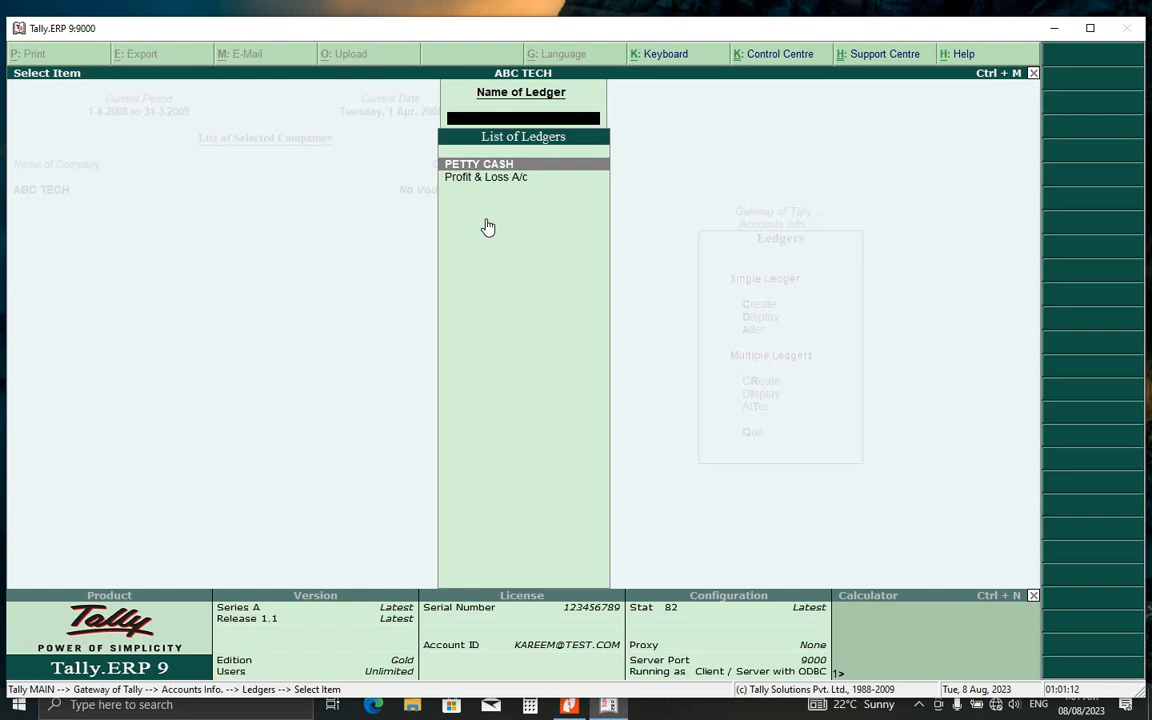 Tally.ERP 9:9000
P: Print E: Export M: E-Mail O: Upload G: Language K: Keyboard K: Control Centre H: Support Centre H: Help
Select Item ABC TECH Ctrl + M
Current Period Current Date
1-4-2008 to 31-3-2009 Tuesday, 1 Apr, 200
List of Selected Companies
Name of Company
ABC TECH No Vou
Name of Ledger
List of Ledgers
PETTY CASH
Profit & Loss A/c
Gateway of Tally ...
Accounts Info. ...
Ledgers
Single Ledger
Create
Display
Alter
Multiple Ledgers
CReate
DIsplay
AlTer
Quit
Product Version License Configuration Calculator Ctrl + N
Tally
POWER OF SIMPLICITY
Tally.ERP 9
Series A Latest
Release 1.1 Latest
Edition Gold
Users Unlimited
Serial Number 123456789
Account ID KAREEM@TEST.COM
Stat 82 Latest
Proxy None
Server Port 9000
Running as Client / Server with ODBC
1>
Tally MAIN --> Gateway of Tally --> Accounts Info. --> Ledgers --> Select Item (c) Tally Solutions Pvt. Ltd., 1988-2009 Tue, 8 Aug, 2023 01:01:12
Type here to search
22°C Sunny
ENG
08/08/2023